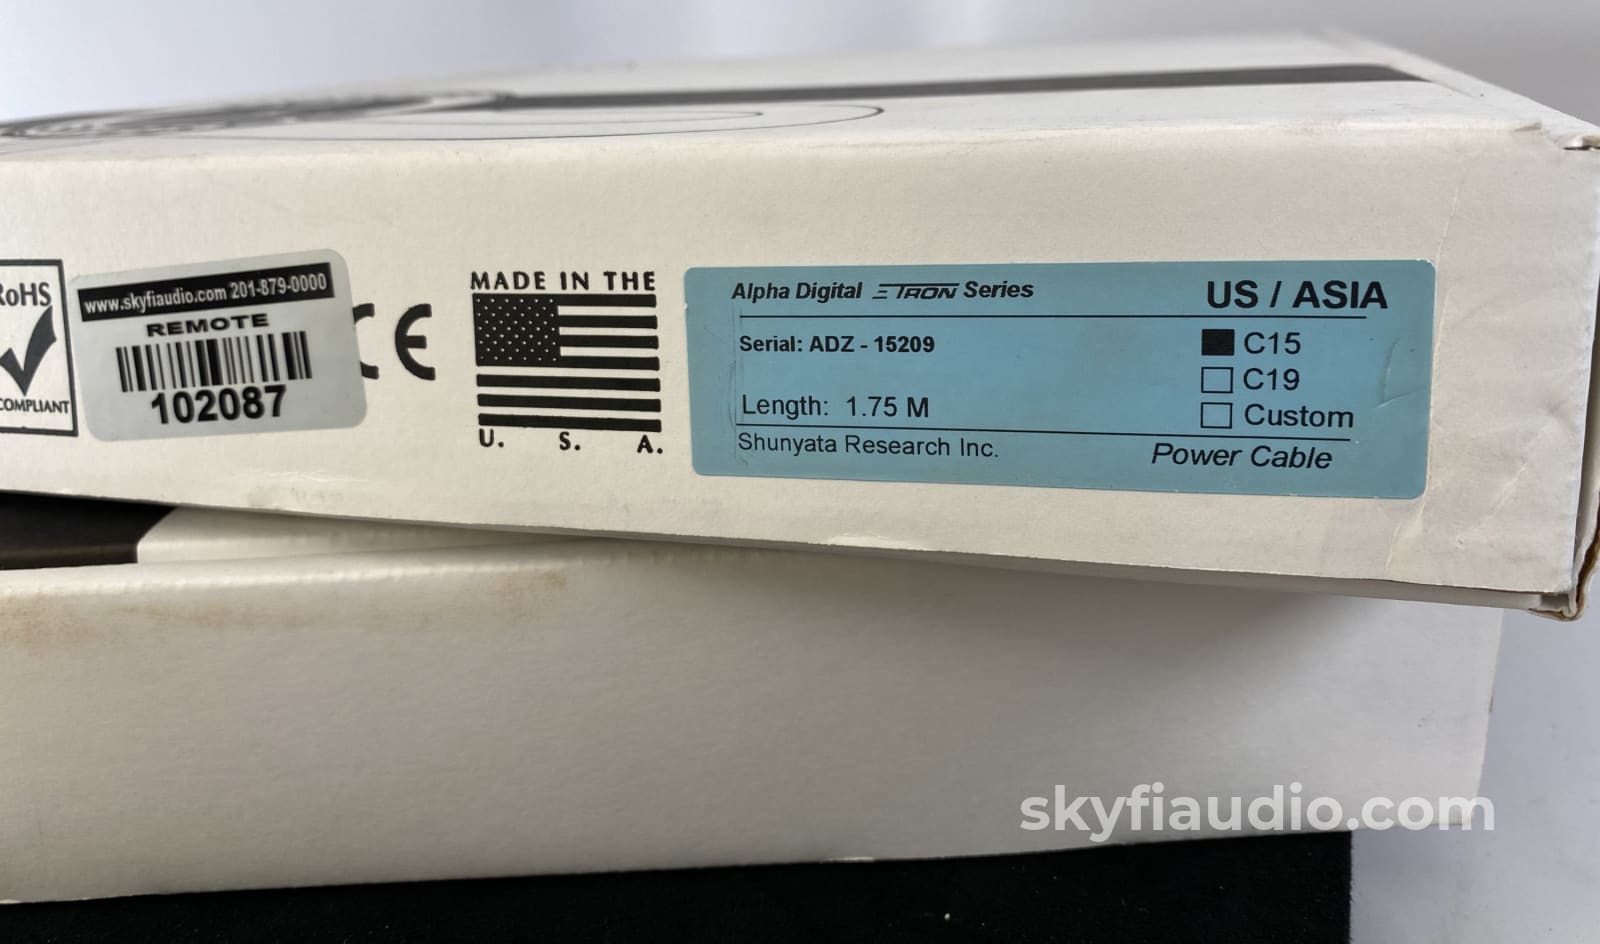 RoHS
COMPLIANT
www.skyfiaudio.com 201-879-0000
REMOTE
102087
CE
MADE IN THE
U. S. A.
Alpha Digital ΞTRON Series
US / ASIA
Serial: ADZ - 15209
C15
C19
Length: 1.75 M
Custom
Shunyata Research Inc.
Power Cable
skyfiaudio.com